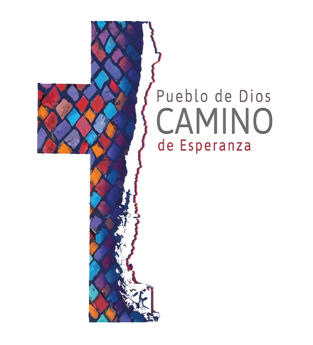 Pueblo de Dios
CAMINO
de Esperanza